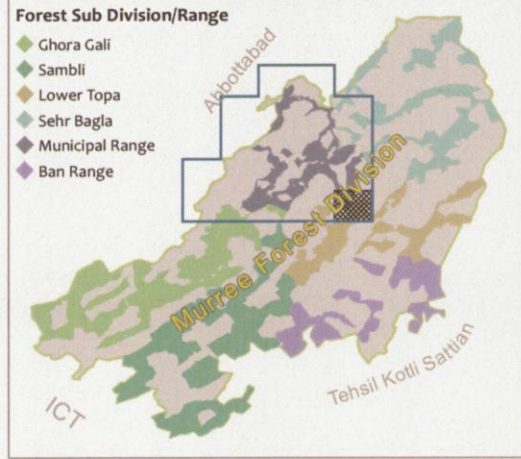 Forest Sub Division/Range
Ghora Gali
Sambli
Lower Topa
Sehr Bagla
Municipal Range
Ban Range
Abbottabad
Murree Forest Division
Tehsil Kotli Sattian
ICT